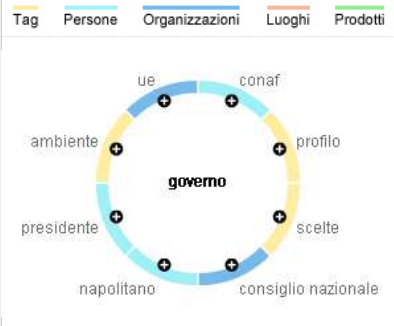 Tag Persone Organizzazioni Luoghi Prodotti
ue conaf
ambiente profilo
governo
presidente scelte
napolitano consiglio nazionale